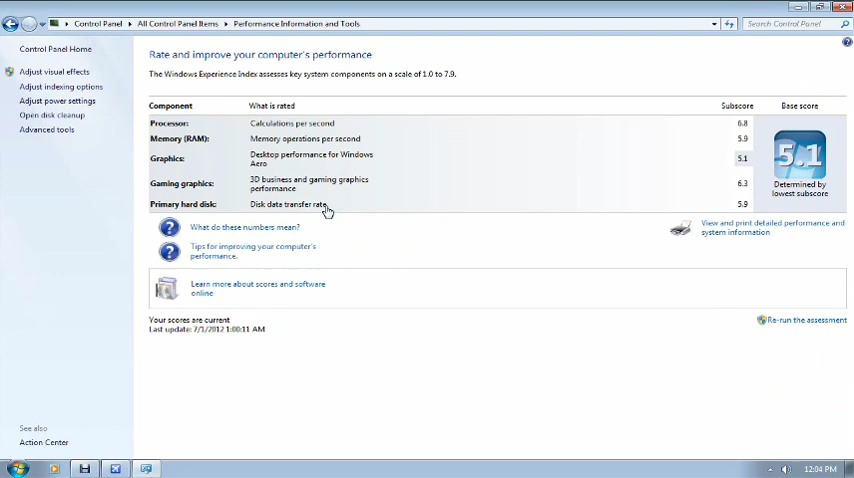 Control Panel ▸ All Control Panel Items ▸ Performance Information and Tools
Search Control Panel
Control Panel Home
Adjust visual effects
Adjust indexing options
Adjust power settings
Open disk cleanup
Advanced tools
See also
Action Center
Rate and improve your computer's performance
The Windows Experience Index assesses key system components on a scale of 1.0 to 7.9.
Component What is rated Subscore Base score
Processor: Calculations per second 6.8
Memory (RAM): Memory operations per second 5.9
Graphics: Desktop performance for Windows
Aero 5.1
Gaming graphics: 3D business and gaming graphics
performance 6.3
Primary hard disk: Disk data transfer rate 5.9
5.1
Determined by
lowest subscore
What do these numbers mean?
Tips for improving your computer's
performance.
View and print detailed performance and
system information
Learn more about scores and software
online
Your scores are current
Last update: 7/1/2012 1:00:11 AM
Re-run the assessment
12:04 PM